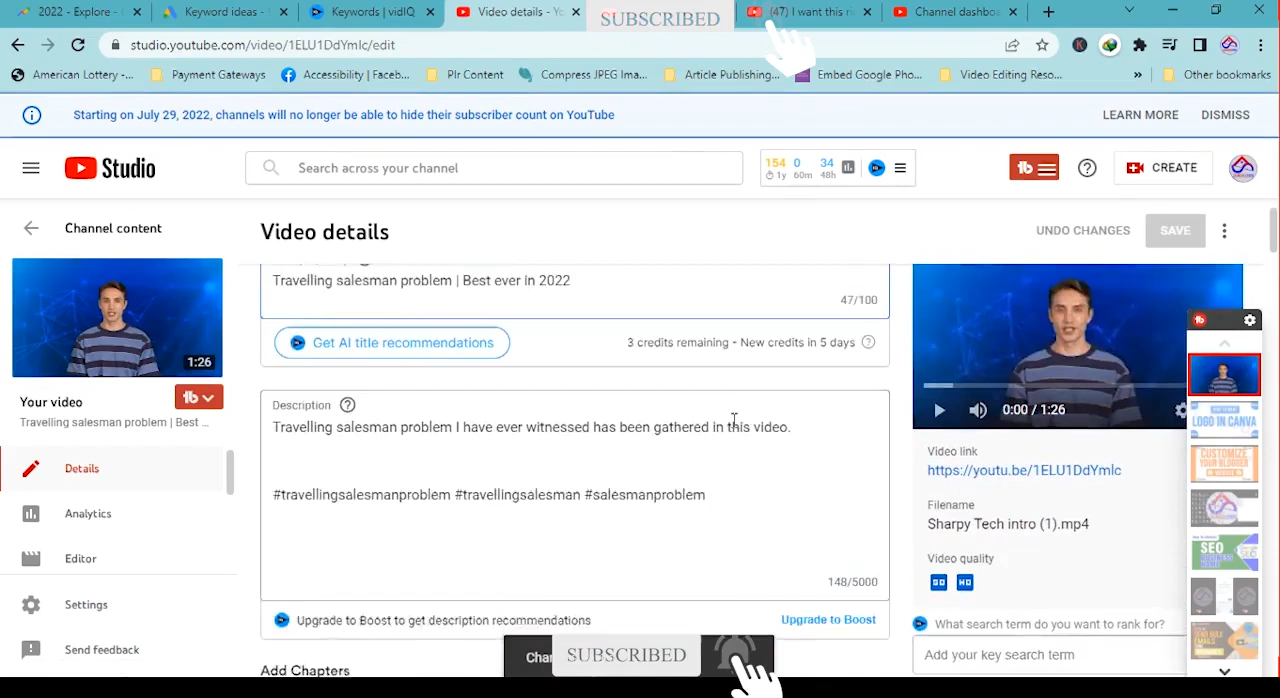 2022 - Explore -
Keyword ideas -
Keywords | vidIQ
Video details - Yo
SUBSCRIBED
(47) I want this ri
Channel dashboa
studio.youtube.com/video/1ELU1DdYmlc/edit
American Lottery -...
Payment Gateways
Accessibility | Faceb...
Plr Content
Compress JPEG Ima...
Article Publishing...
Embed Google Pho...
Video Editing Reso...
»
Other bookmarks
Starting on July 29, 2022, channels will no longer be able to hide their subscriber count on YouTube
LEARN MORE
DISMISS
Studio
Search across your channel
154 0 34
1y 60m 48h
CREATE
Channel content
Video details
UNDO CHANGES
SAVE
Travelling salesman problem | Best ever in 2022
47/100
Get AI title recommendations
3 credits remaining - New credits in 5 days
1:26
Your video
Travelling salesman problem | Best ...
Description
Travelling salesman problem I have ever witnessed has been gathered in this video.
#travellingsalesmanproblem #travellingsalesman #salesmanproblem
148/5000
0:00 / 1:26
Video link
https://youtu.be/1ELU1DdYmlc
Filename
Sharpy Tech intro (1).mp4
Video quality
SD HD
Details
Analytics
Editor
Settings
Send feedback
Upgrade to Boost to get description recommendations
Upgrade to Boost
What search term do you want to rank for?
Add your key search term
Add Chapters
SUBSCRIBED
LOGO IN CANVA
CUSTOMIZE
YOUR BLOGGER
SEO